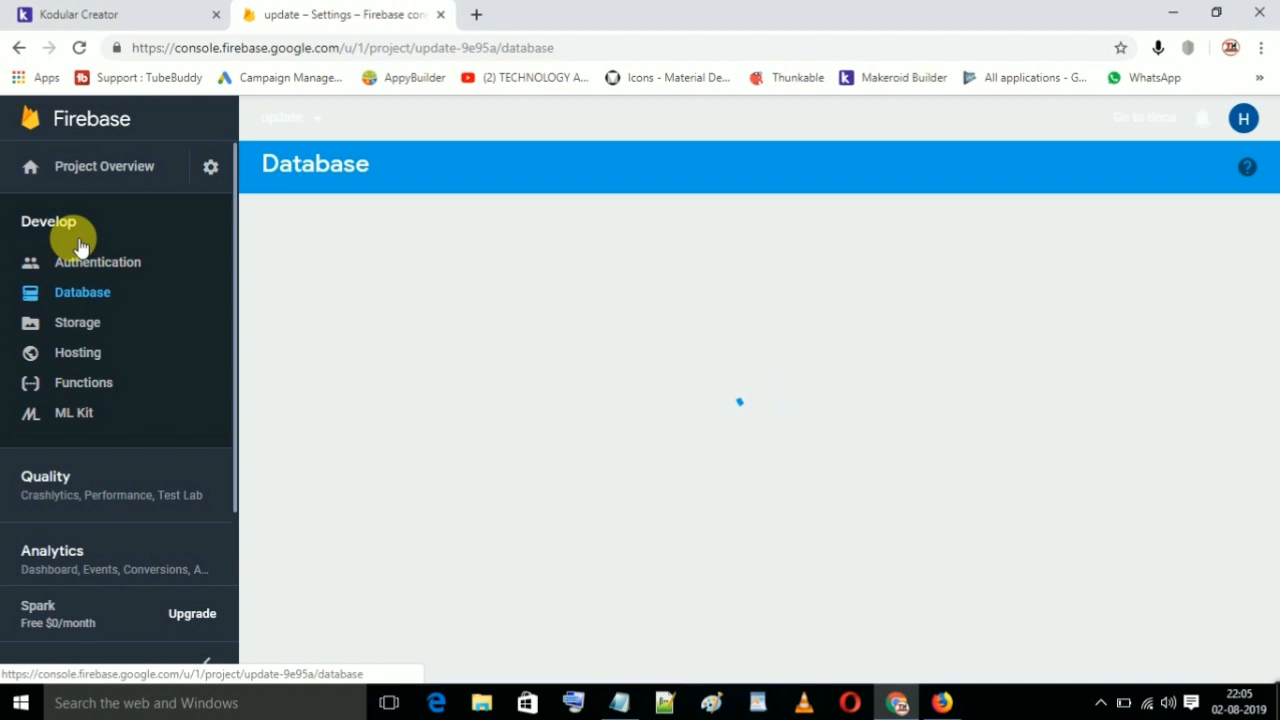 Kodular Creator
update – Settings – Firebase con
https://console.firebase.google.com/u/1/project/update-9e95a/database
Apps
Support : TubeBuddy
Campaign Manage...
AppyBuilder
(2) TECHNOLOGY A...
Icons - Material De...
Thunkable
Makeroid Builder
All applications - G...
WhatsApp
»
Firebase
update
Go to docs
H
Project Overview
Database
Develop
Authentication
Database
Storage
Hosting
Functions
ML Kit
Quality
Crashlytics, Performance, Test Lab
Analytics
Dashboard, Events, Conversions, A...
Spark
Free $0/month
Upgrade
https://console.firebase.google.com/u/1/project/update-9e95a/database
Search the web and Windows
22:05
02-08-2019